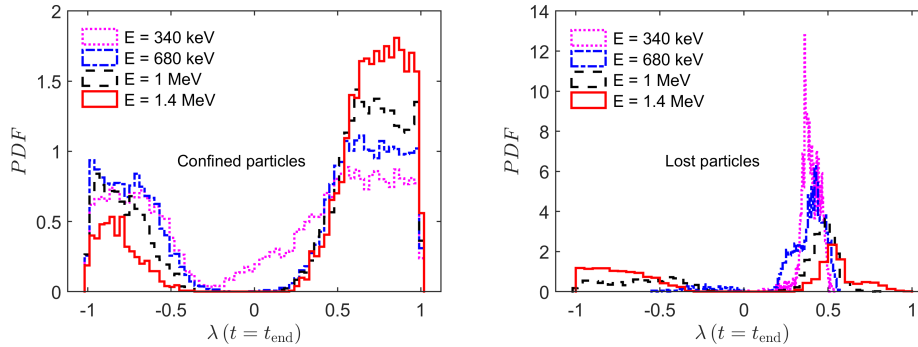 E = 340 keV
E = 680 keV
E = 1 MeV
E = 1.4 MeV
Confined particles
PDF
2
1.5
1
0.5
0
-1
-0.5
0
0.5
1
λ (t = t_end)
E = 340 keV
E = 680 keV
E = 1 MeV
E = 1.4 MeV
Lost particles
PDF
14
12
10
8
6
4
2
0
-1
-0.5
0
0.5
1
λ (t = t_end)